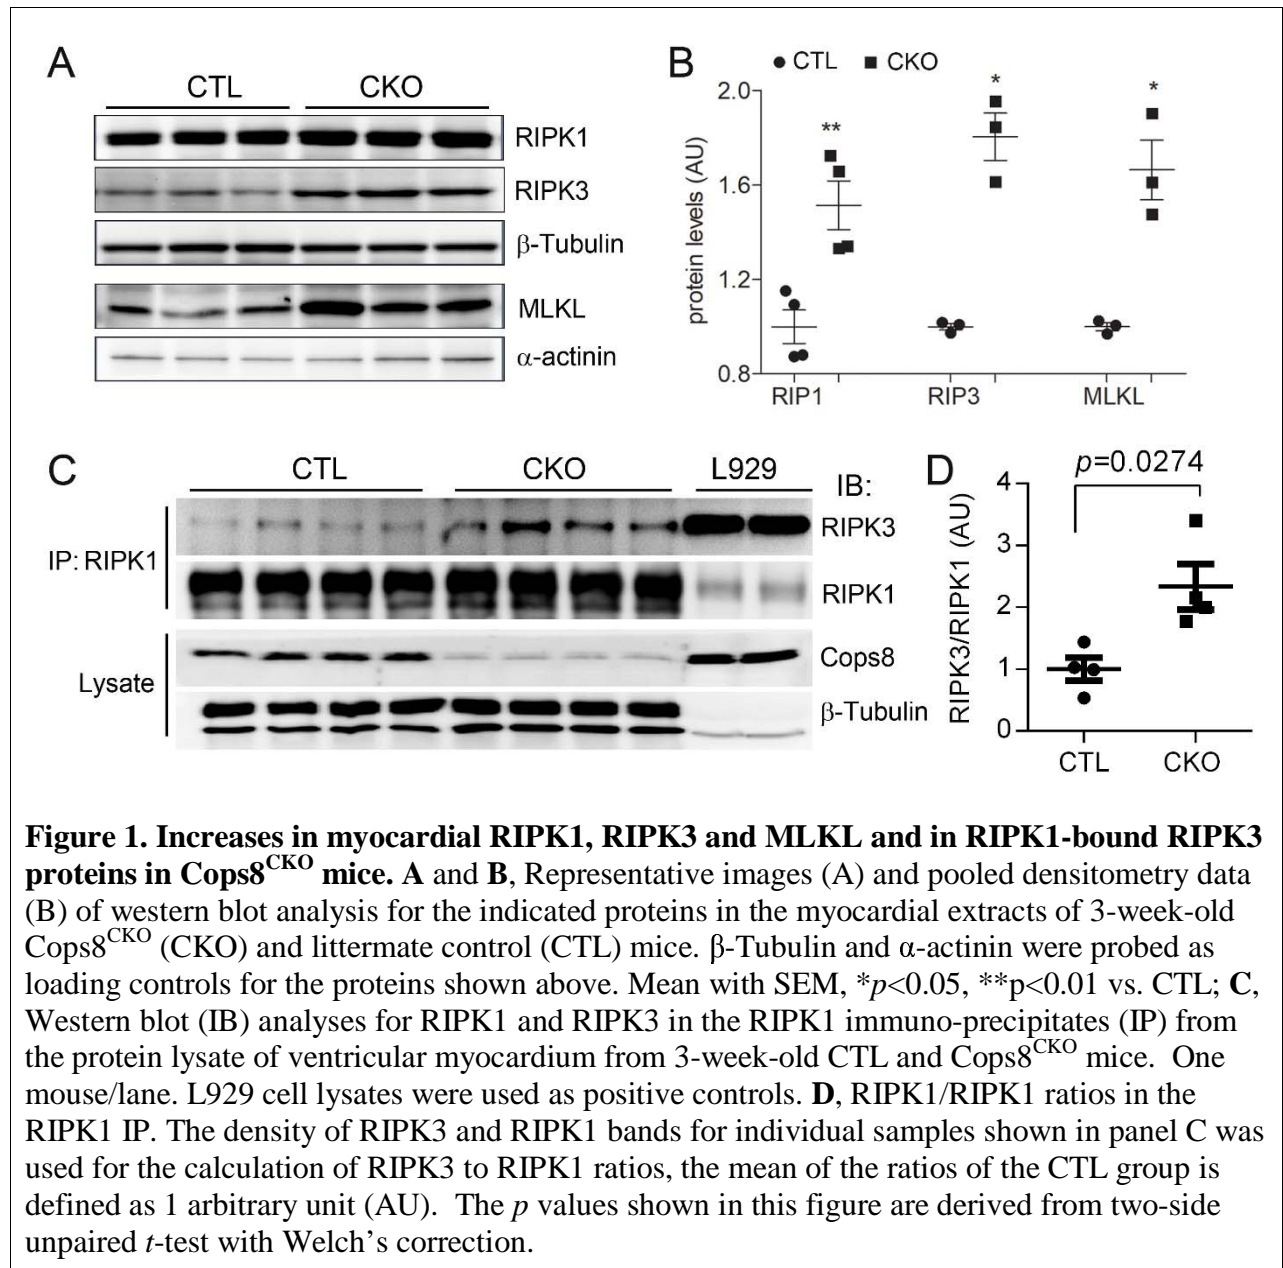 A
CTL CKO
RIPK1
RIPK3
β-Tubulin
MLKL
α-actinin
B
● CTL ■ CKO
protein levels (AU)
2.0
1.6
1.2
0.8
** * *
RIP1 RIP3 MLKL
C
CTL CKO L929
IB:
IP: RIPK1
RIPK3
RIPK1
Lysate
Cops8
β-Tubulin
D
p=0.0274
RIPK3/RIPK1 (AU)
4
3
2
1
0
CTL CKO
Figure 1. Increases in myocardial RIPK1, RIPK3 and MLKL and in RIPK1-bound RIPK3
proteins in Cops8CKO mice. A and B, Representative images (A) and pooled densitometry data
(B) of western blot analysis for the indicated proteins in the myocardial extracts of 3-week-old
Cops8CKO (CKO) and littermate control (CTL) mice. β-Tubulin and α-actinin were probed as
loading controls for the proteins shown above. Mean with SEM, *p<0.05, **p<0.01 vs. CTL; C,
Western blot (IB) analyses for RIPK1 and RIPK3 in the RIPK1 immuno-precipitates (IP) from
the protein lysate of ventricular myocardium from 3-week-old CTL and Cops8CKO mice. One
mouse/lane. L929 cell lysates were used as positive controls. D, RIPK1/RIPK1 ratios in the
RIPK1 IP. The density of RIPK3 and RIPK1 bands for individual samples shown in panel C was
used for the calculation of RIPK3 to RIPK1 ratios, the mean of the ratios of the CTL group is
defined as 1 arbitrary unit (AU). The p values shown in this figure are derived from two-side
unpaired t-test with Welch's correction.